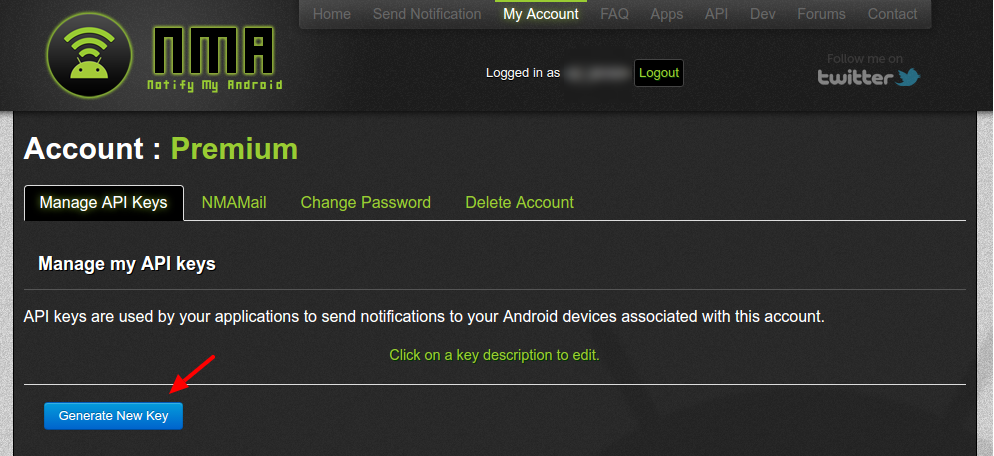 Home Send Notification My Account FAQ Apps API Dev Forums Contact
NMA
Notify My Android
Logged in as
Logout
Follow me on
twitter
Account : Premium
Manage API Keys NMAMail Change Password Delete Account
Manage my API keys
API keys are used by your applications to send notifications to your Android devices associated with this account.
Click on a key description to edit.
Generate New Key